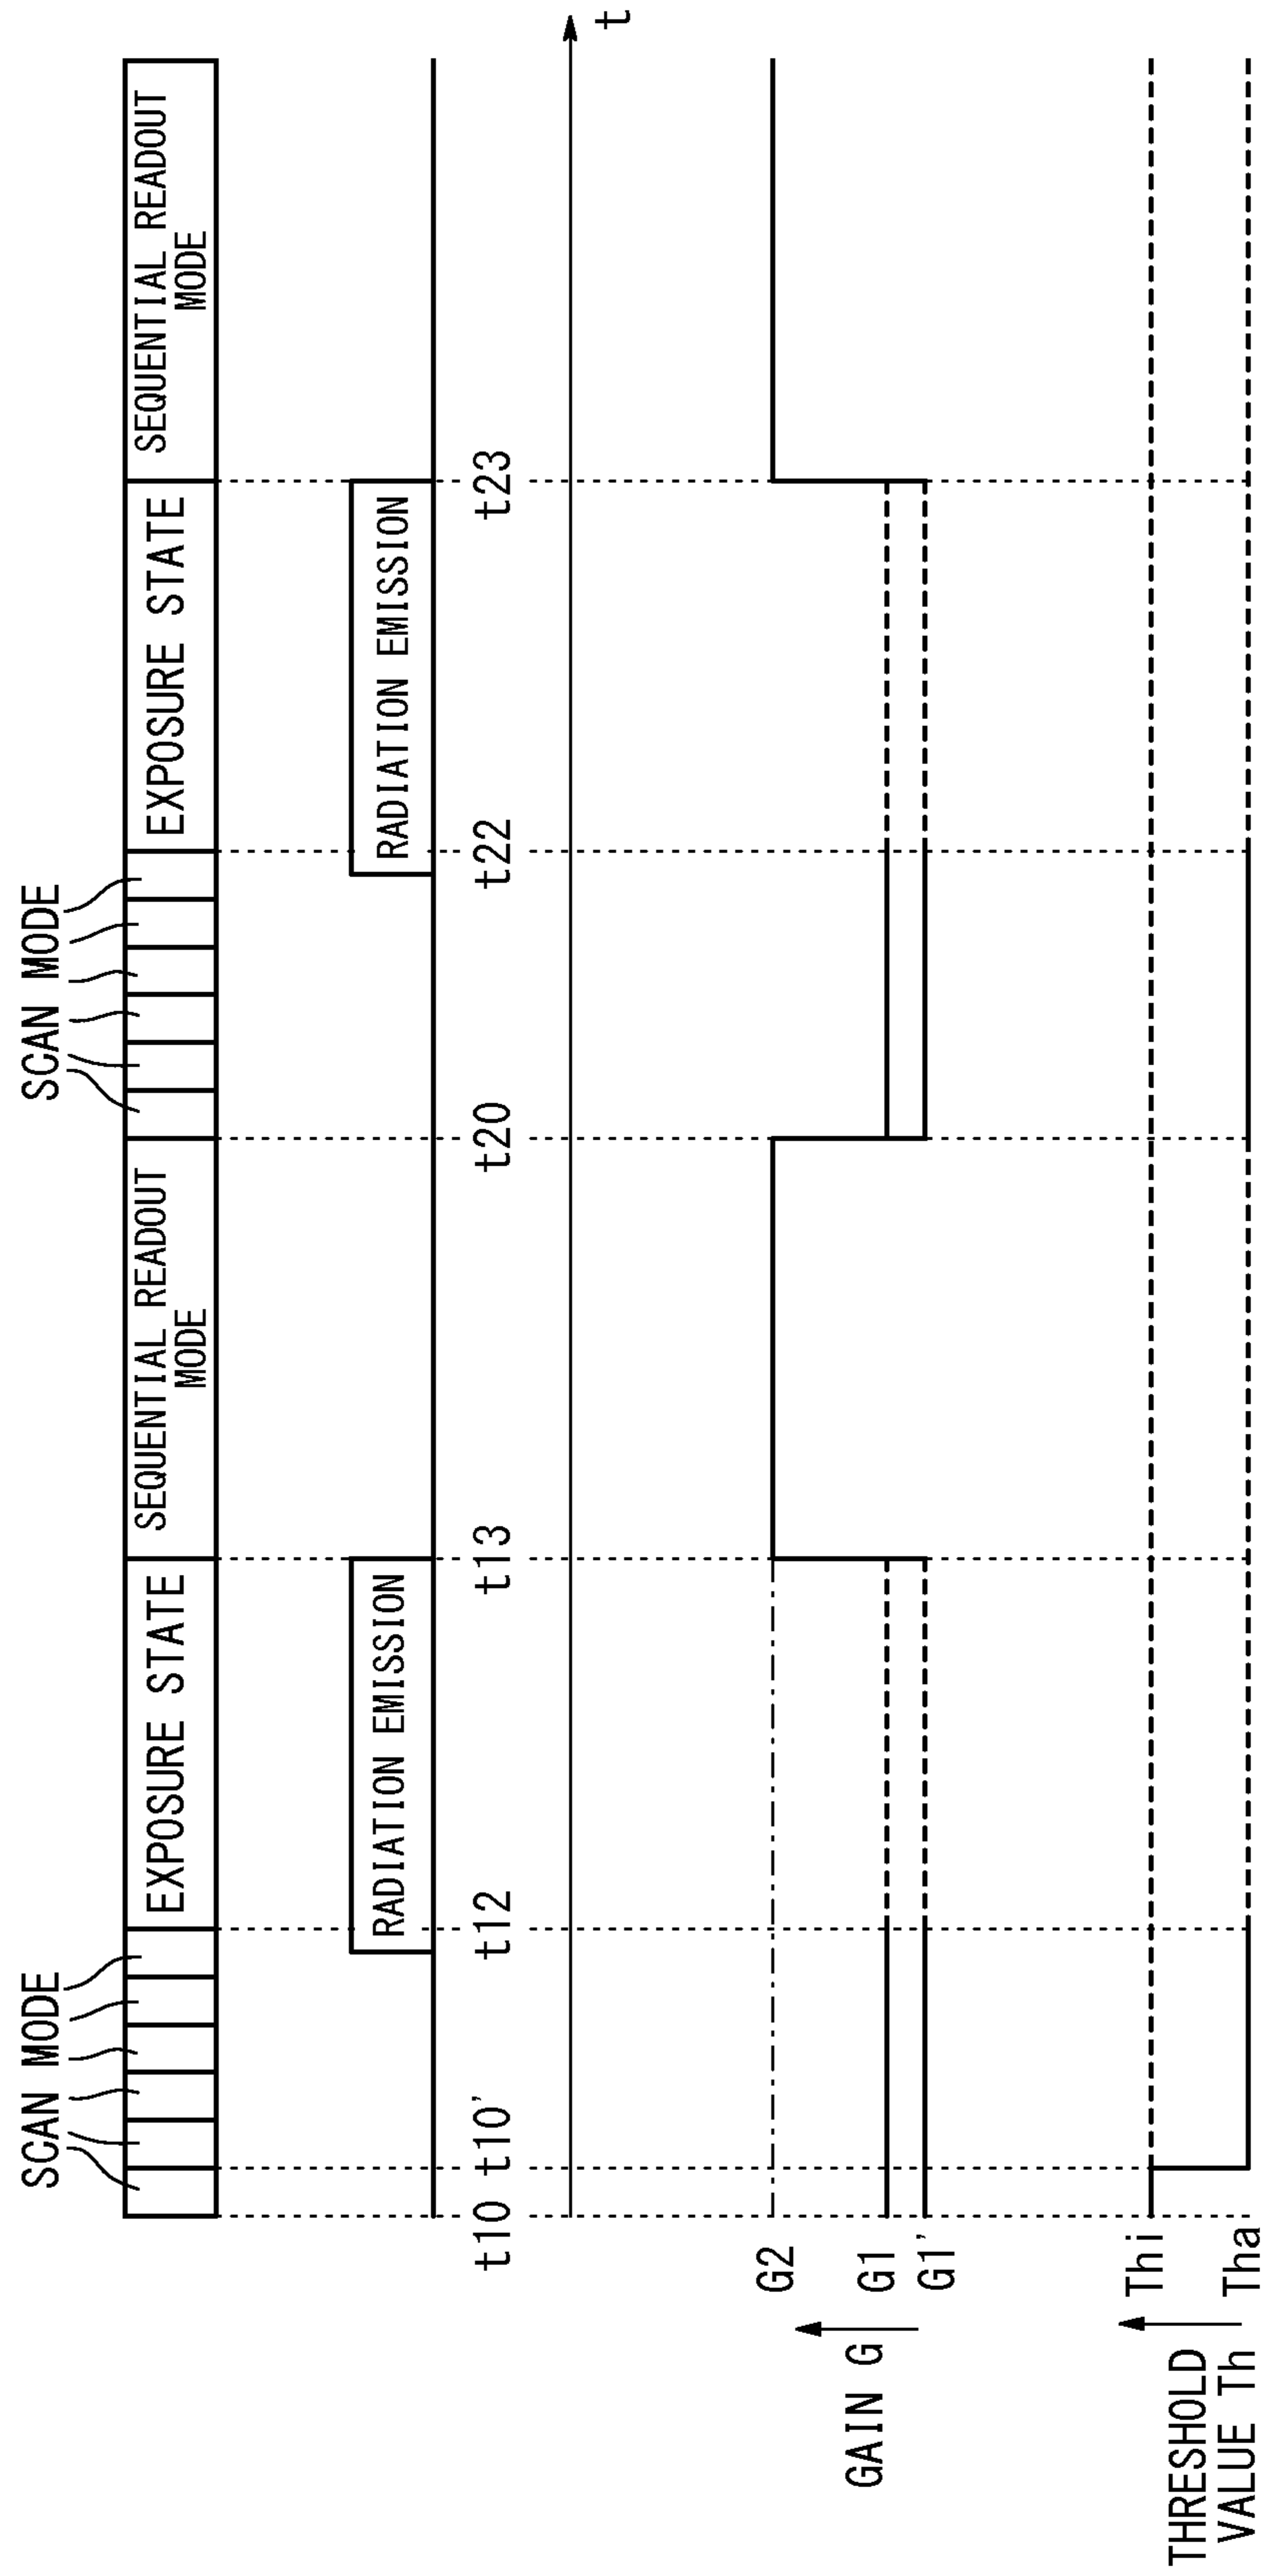 SCAN MODE
SCAN MODE
EXPOSURE STATE
SEQUENTIAL READOUT
MODE
EXPOSURE STATE
SEQUENTIAL READOUT
MODE
RADIATION EMISSION
RADIATION EMISSION
t10
t10'
t12
t13
t20
t22
t23
t
GAIN G
G2
G1
G1'
THRESHOLD
VALUE Th
Thi
Tha